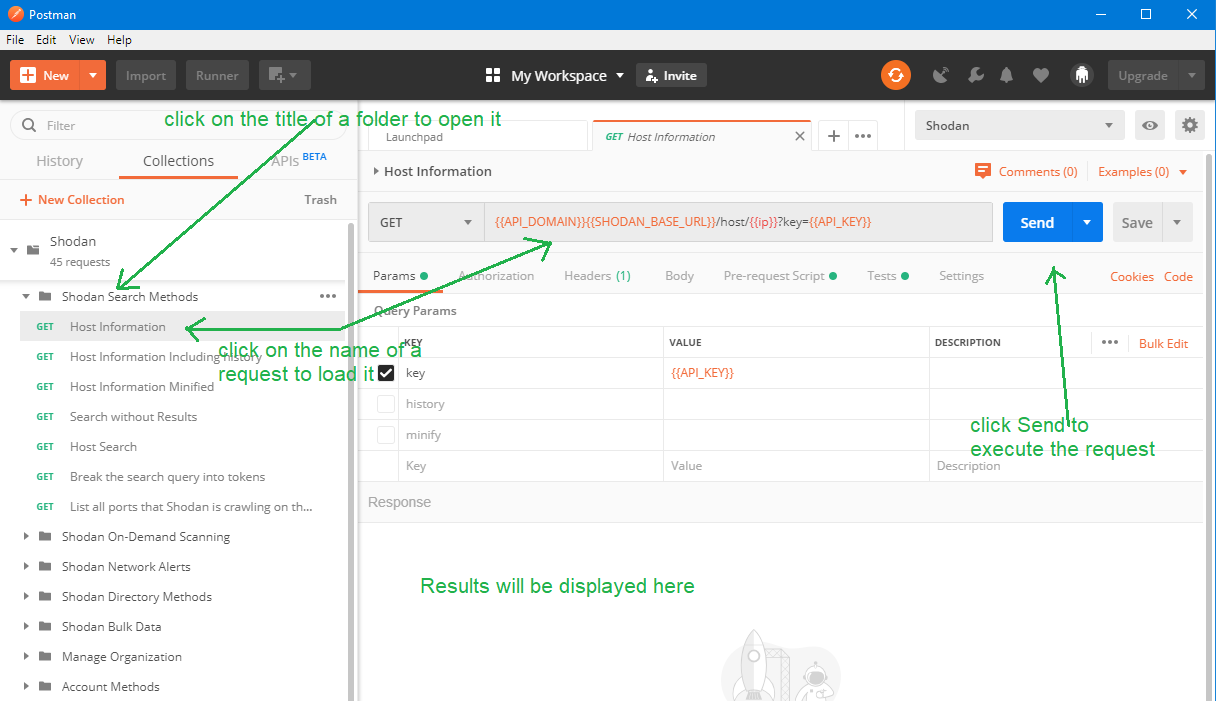 Postman
File Edit View Help
New Import Runner My Workspace Invite Upgrade
Filter
click on the title of a folder to open it
History Collections APIs BETA
New Collection Trash
Shodan
45 requests
Shodan Search Methods
GET Host Information
GET Host Information Including history
GET Host Information Minified
GET Search without Results
GET Host Search
GET Break the search query into tokens
GET List all ports that Shodan is crawling on th...
Shodan On-Demand Scanning
Shodan Network Alerts
Shodan Directory Methods
Shodan Bulk Data
Manage Organization
Account Methods
Launchpad GET Host Information Shodan
Host Information Comments (0) Examples (0)
GET {{API_DOMAIN}}{{SHODAN_BASE_URL}}/host/{{ip}}?key={{API_KEY}} Send Save
Params Authorization Headers (1) Body Pre-request Script Tests Settings Cookies Code
Query Params
KEY VALUE DESCRIPTION Bulk Edit
key {{API_KEY}}
history
minify
Key Value Description
click on the name of a
request to load it
click Send to
execute the request
Response
Results will be displayed here